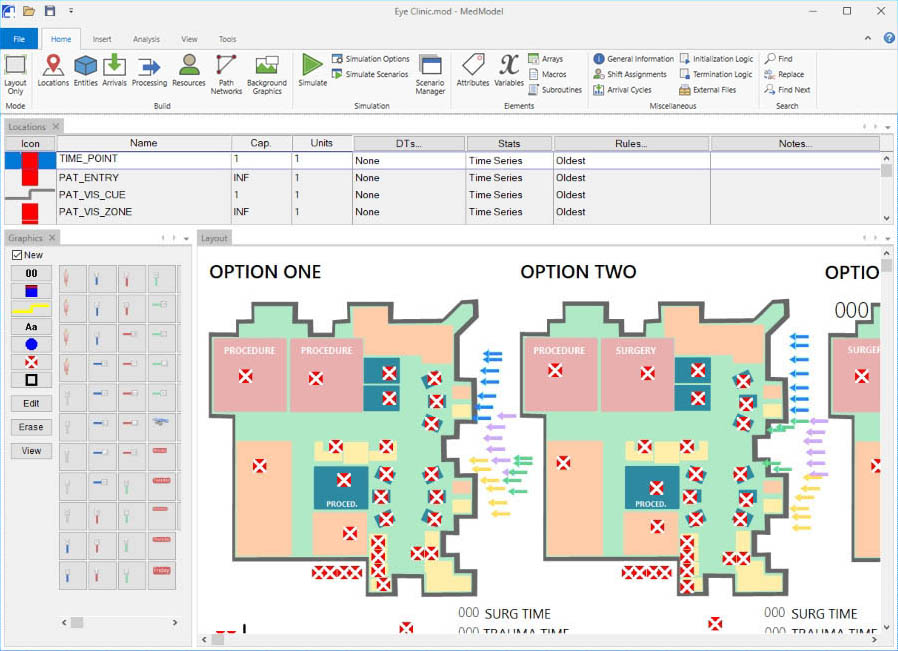 Eye Clinic.mod - MedModel
File Home Insert Analysis View Tools
Layout Only
Locations
Entities
Arrivals
Processing
Resources
Path Networks
Background Graphics
Simulate
Simulation Options
Simulate Scenarios
Scenario Manager
Attributes
Variables
Arrays
Macros
Subroutines
General Information
Shift Assignments
Arrival Cycles
Initialization Logic
Termination Logic
External Files
Find
Replace
Find Next
Mode Build Simulation Elements Miscellaneous Search
Locations
Icon Name Cap. Units DTs... Stats Rules... Notes...
TIME_POINT 1 1 None Time Series Oldest
PAT_ENTRY INF 1 None Time Series Oldest
PAT_VIS_CUE 1 1 None Time Series Oldest
PAT_VIS_ZONE INF 1 None Time Series Oldest
Graphics
New
00
Aa
Edit
Erase
View
Friday
Layout
OPTION ONE OPTION TWO OPTIO
000
PROCEDURE PROCEDURE PROCEDURE SURGERY SURGER
PROCED. PROCED.
000 SURG TIME 000 SURG TIME
000 TRAUMA TIME 000 TRAUMA TIME